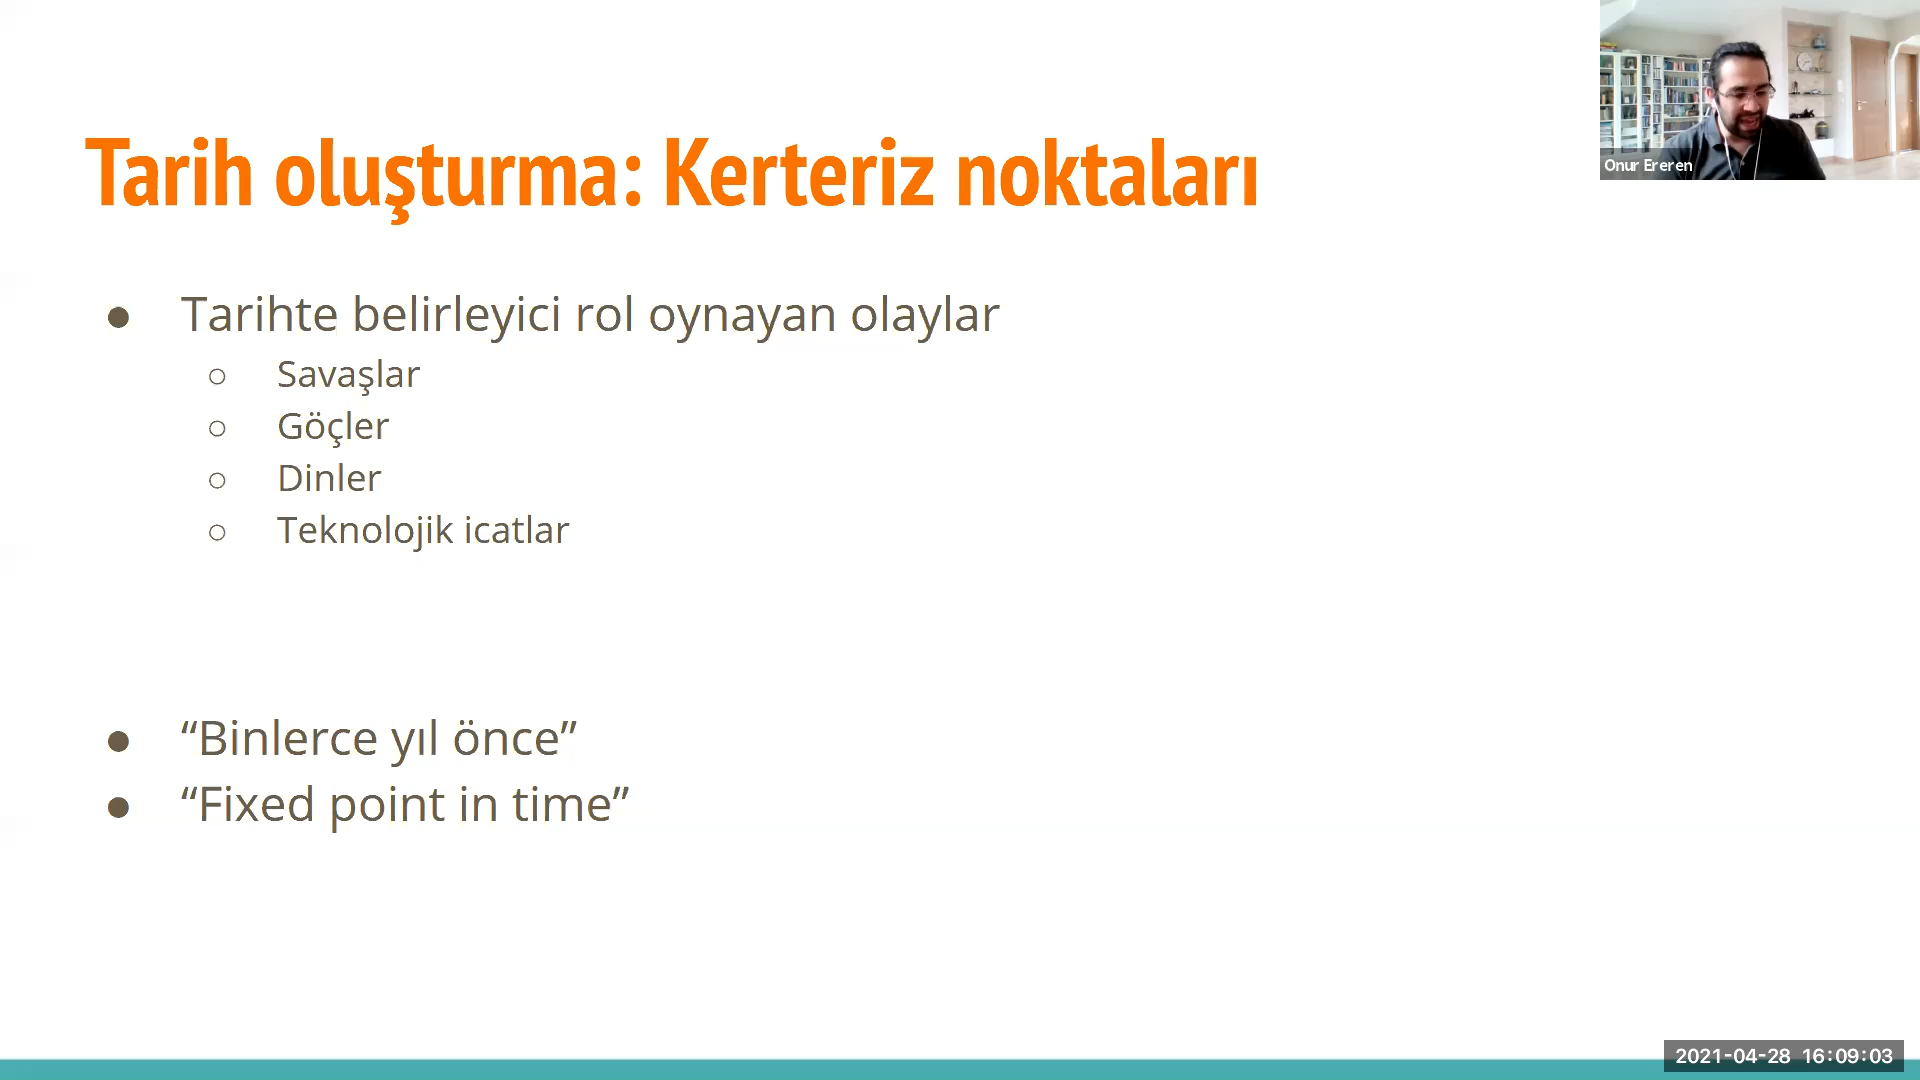 Tarih oluşturma: Kerteriz noktaları
Onur Ereren
● Tarihte belirleyici rol oynayan olaylar
○ Savaşlar
○ Göçler
○ Dinler
○ Teknolojik icatlar
● “Binlerce yıl önce”
● “Fixed point in time”
2021-04-28 16:09:03